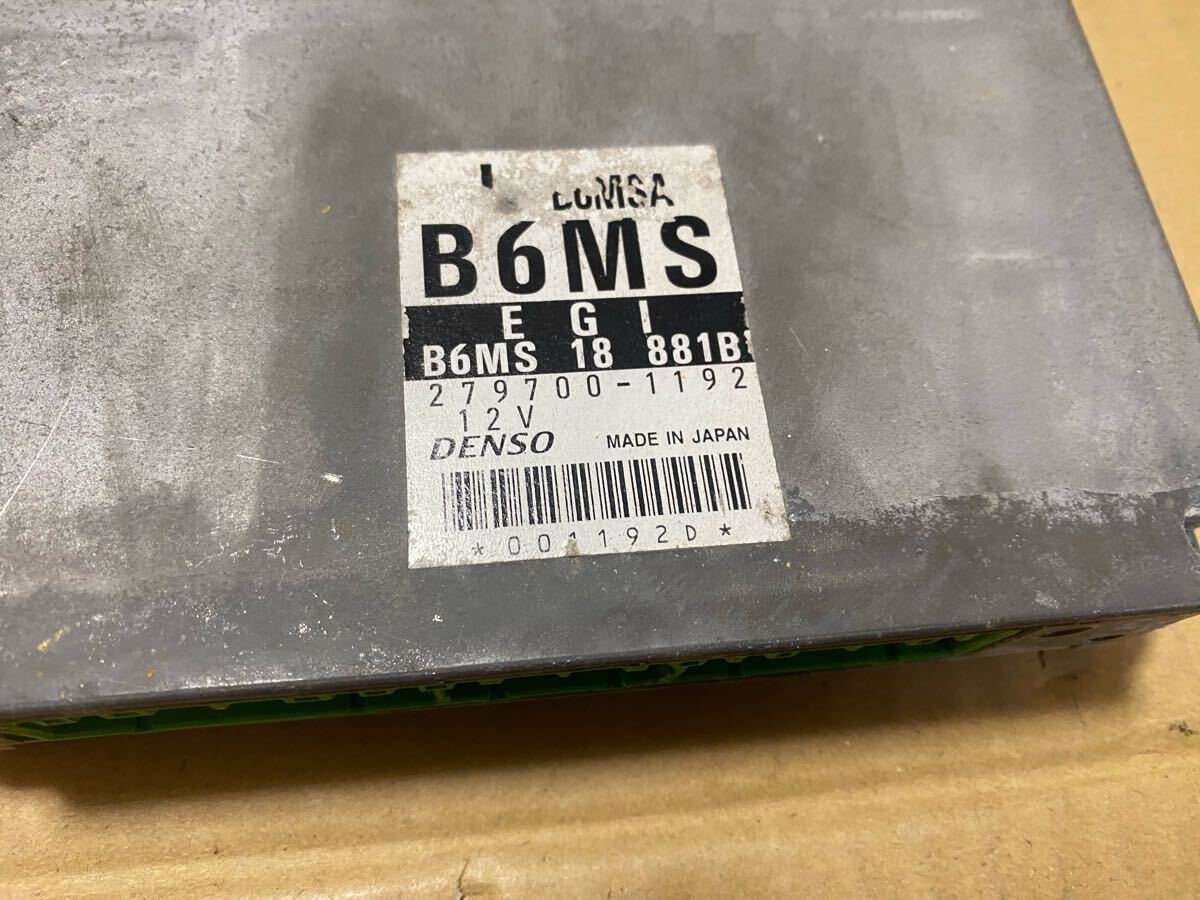 B6MS
E G I
B6MS 18 881B
279700-1192
12V
DENSO MADE IN JAPAN
*001192D*